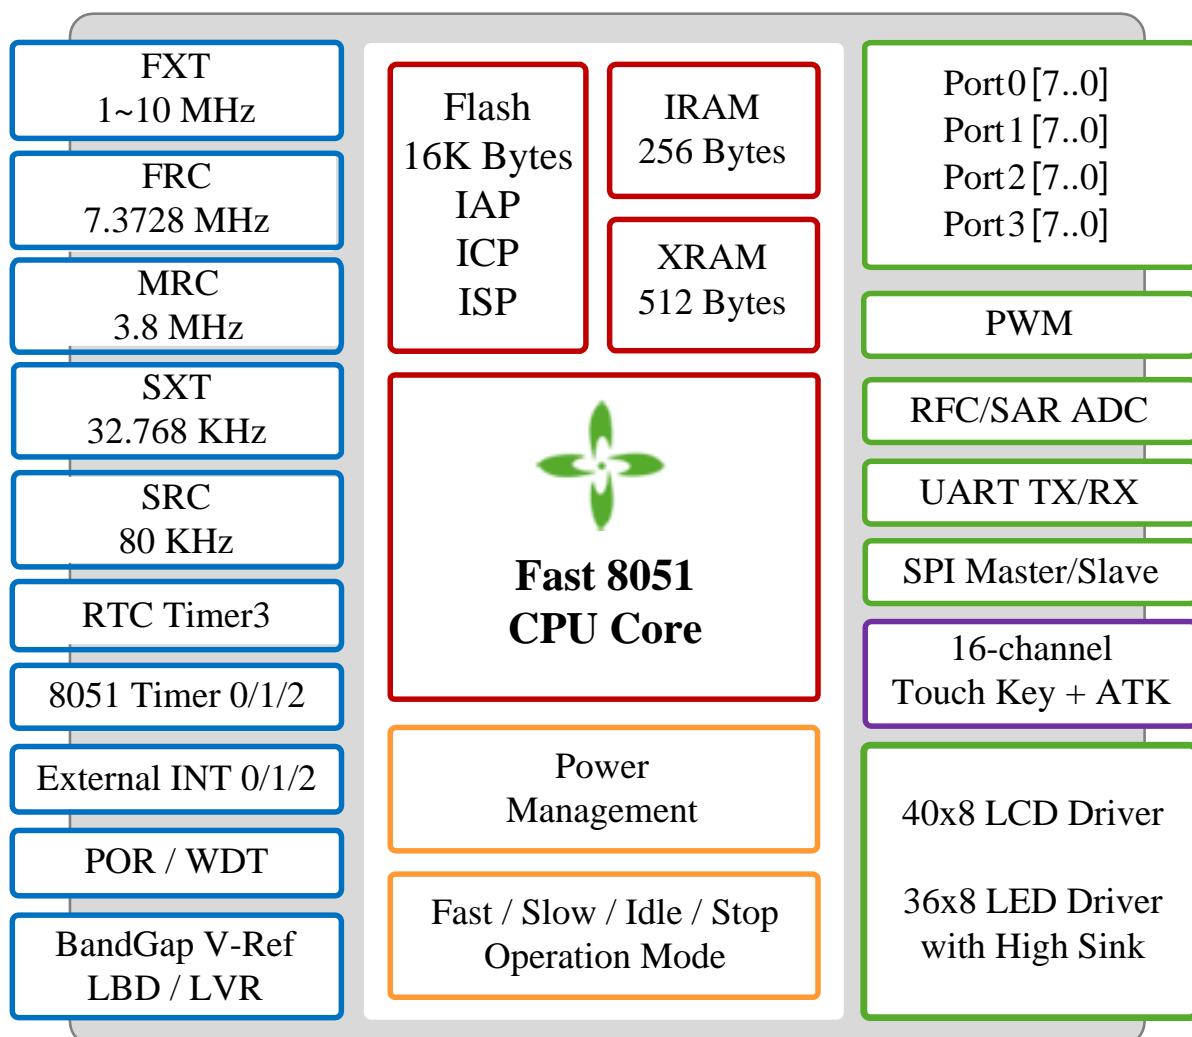 FXT
1~10 MHz
FRC
7.3728 MHz
MRC
3.8 MHz
SXT
32.768 KHz
SRC
80 KHz
RTC Timer3
8051 Timer 0/1/2
External INT 0/1/2
POR / WDT
BandGap V-Ref
LBD / LVR
Flash
16K Bytes
IAP
ICP
ISP
IRAM
256 Bytes
XRAM
512 Bytes
Fast 8051
CPU Core
Power
Management
Fast / Slow / Idle / Stop
Operation Mode
Port0 [7..0]
Port1 [7..0]
Port2 [7..0]
Port3 [7..0]
PWM
RFC/SAR ADC
UART TX/RX
SPI Master/Slave
16-channel
Touch Key + ATK
40x8 LCD Driver
36x8 LED Driver
with High Sink